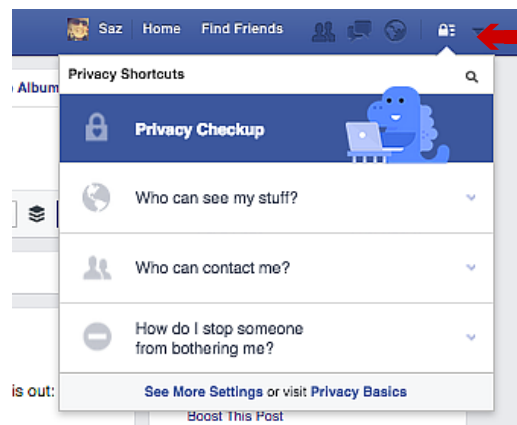 Saz Home Find Friends
Privacy Shortcuts
Album
Privacy Checkup
Who can see my stuff?
Who can contact me?
How do I stop someone
from bothering me?
is out:
See More Settings or visit Privacy Basics
Boost This Post